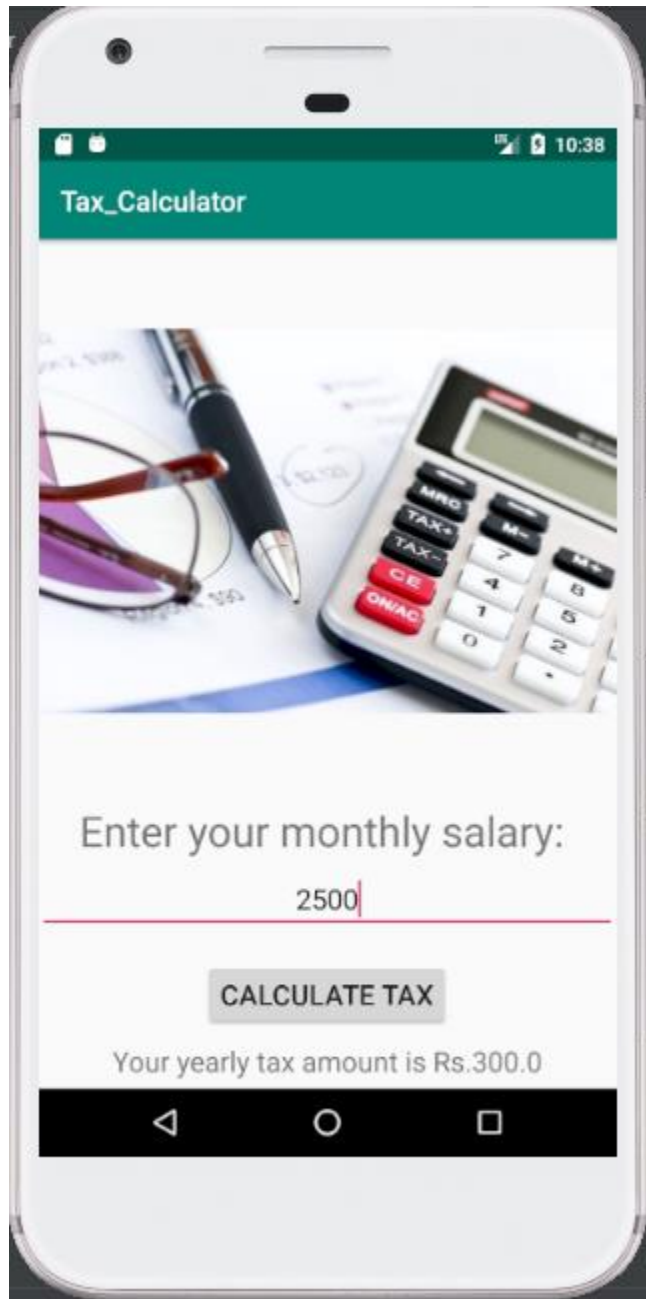 10:38
Tax_Calculator
MRC
TAX+
M-
TAX-
7
M+
CE
4
8
ON/AC
1
5
0
2
Enter your monthly salary:
2500
CALCULATE TAX
Your yearly tax amount is Rs.300.0